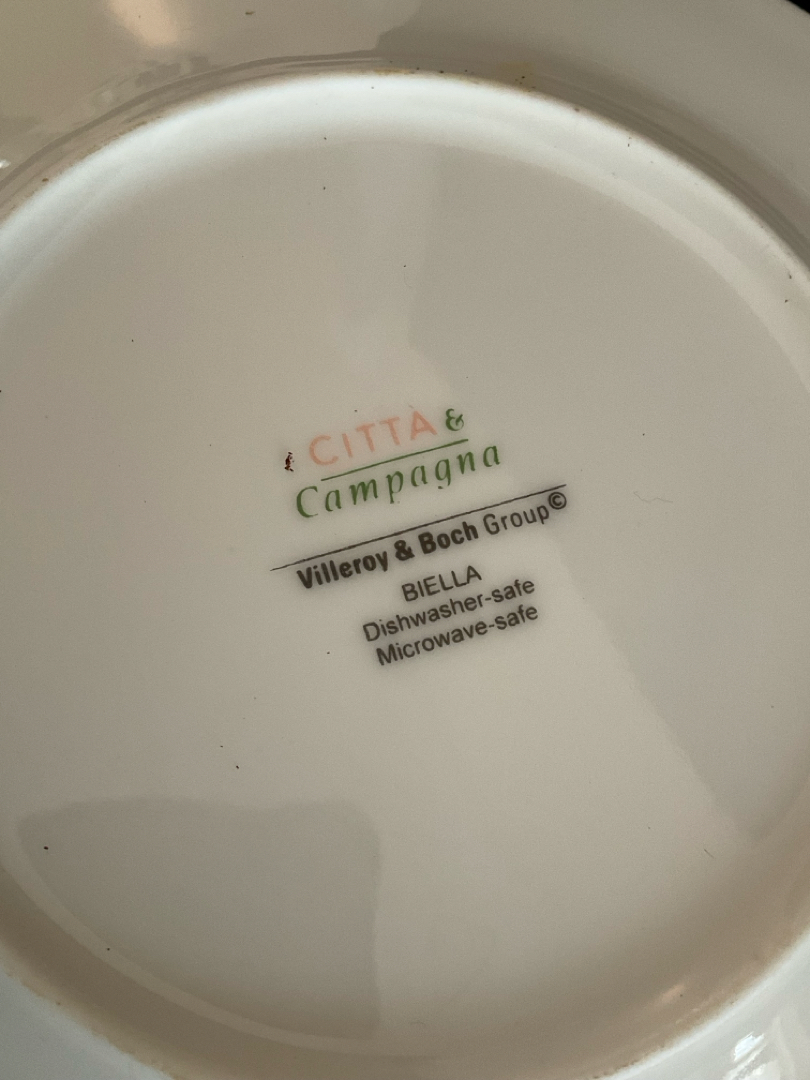 CITTÀ &
Campagna
Villeroy & Boch Group©
BIELLA
Dishwasher-safe
Microwave-safe